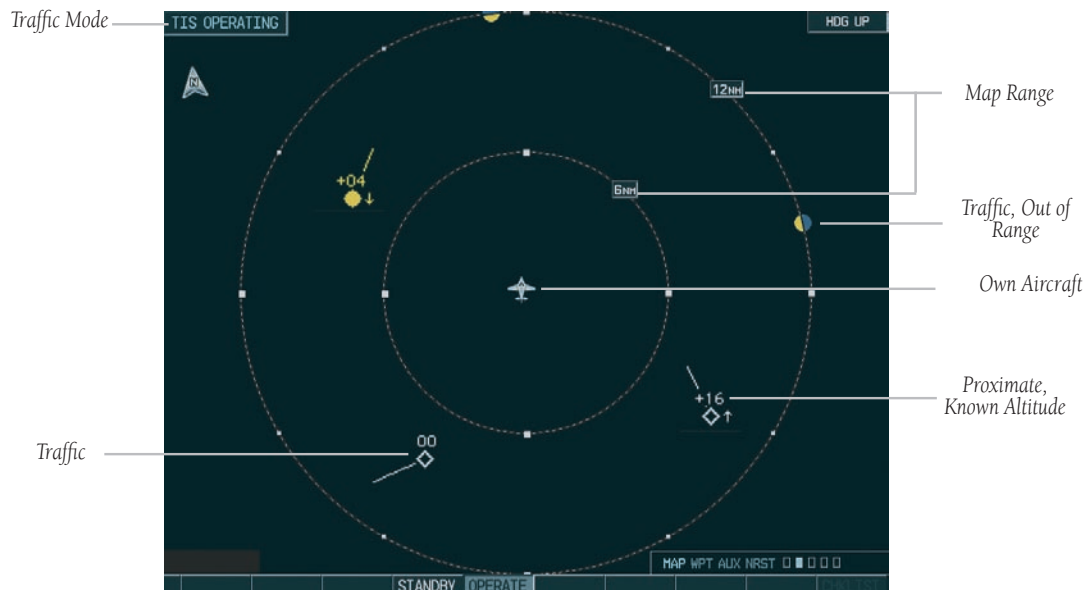 Traffic Mode
TIS OPERATING
HDG UP
N
12NM
Map Range
+04
6NM
Traffic, Out of
Range
Own Aircraft
+16
Proximate,
Known Altitude
00
Traffic
MAP WPT AUX NRST
STANDBY OPERATE